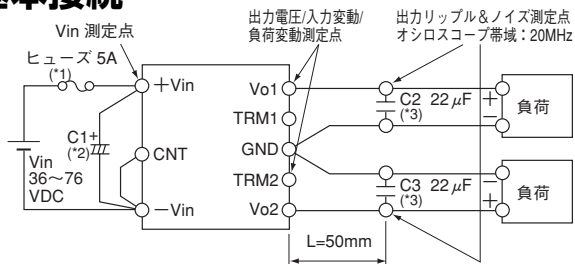 基本接続
出力電圧/入力変動/
負荷変動測定点
出力リップル＆ノイズ測定点
オシロスコープ帯域：20MHz
Vin 測定点
ヒューズ 5A
(*1)
＋Vin
Vo1
C2 22μF
(*3)
＋
－
負荷
TRM1
C1
+
(*2)
CNT
GND
Vin
36〜76
VDC
TRM2
C3 22μF
(*3)
－
＋
負荷
－Vin
Vo2
L=50mm